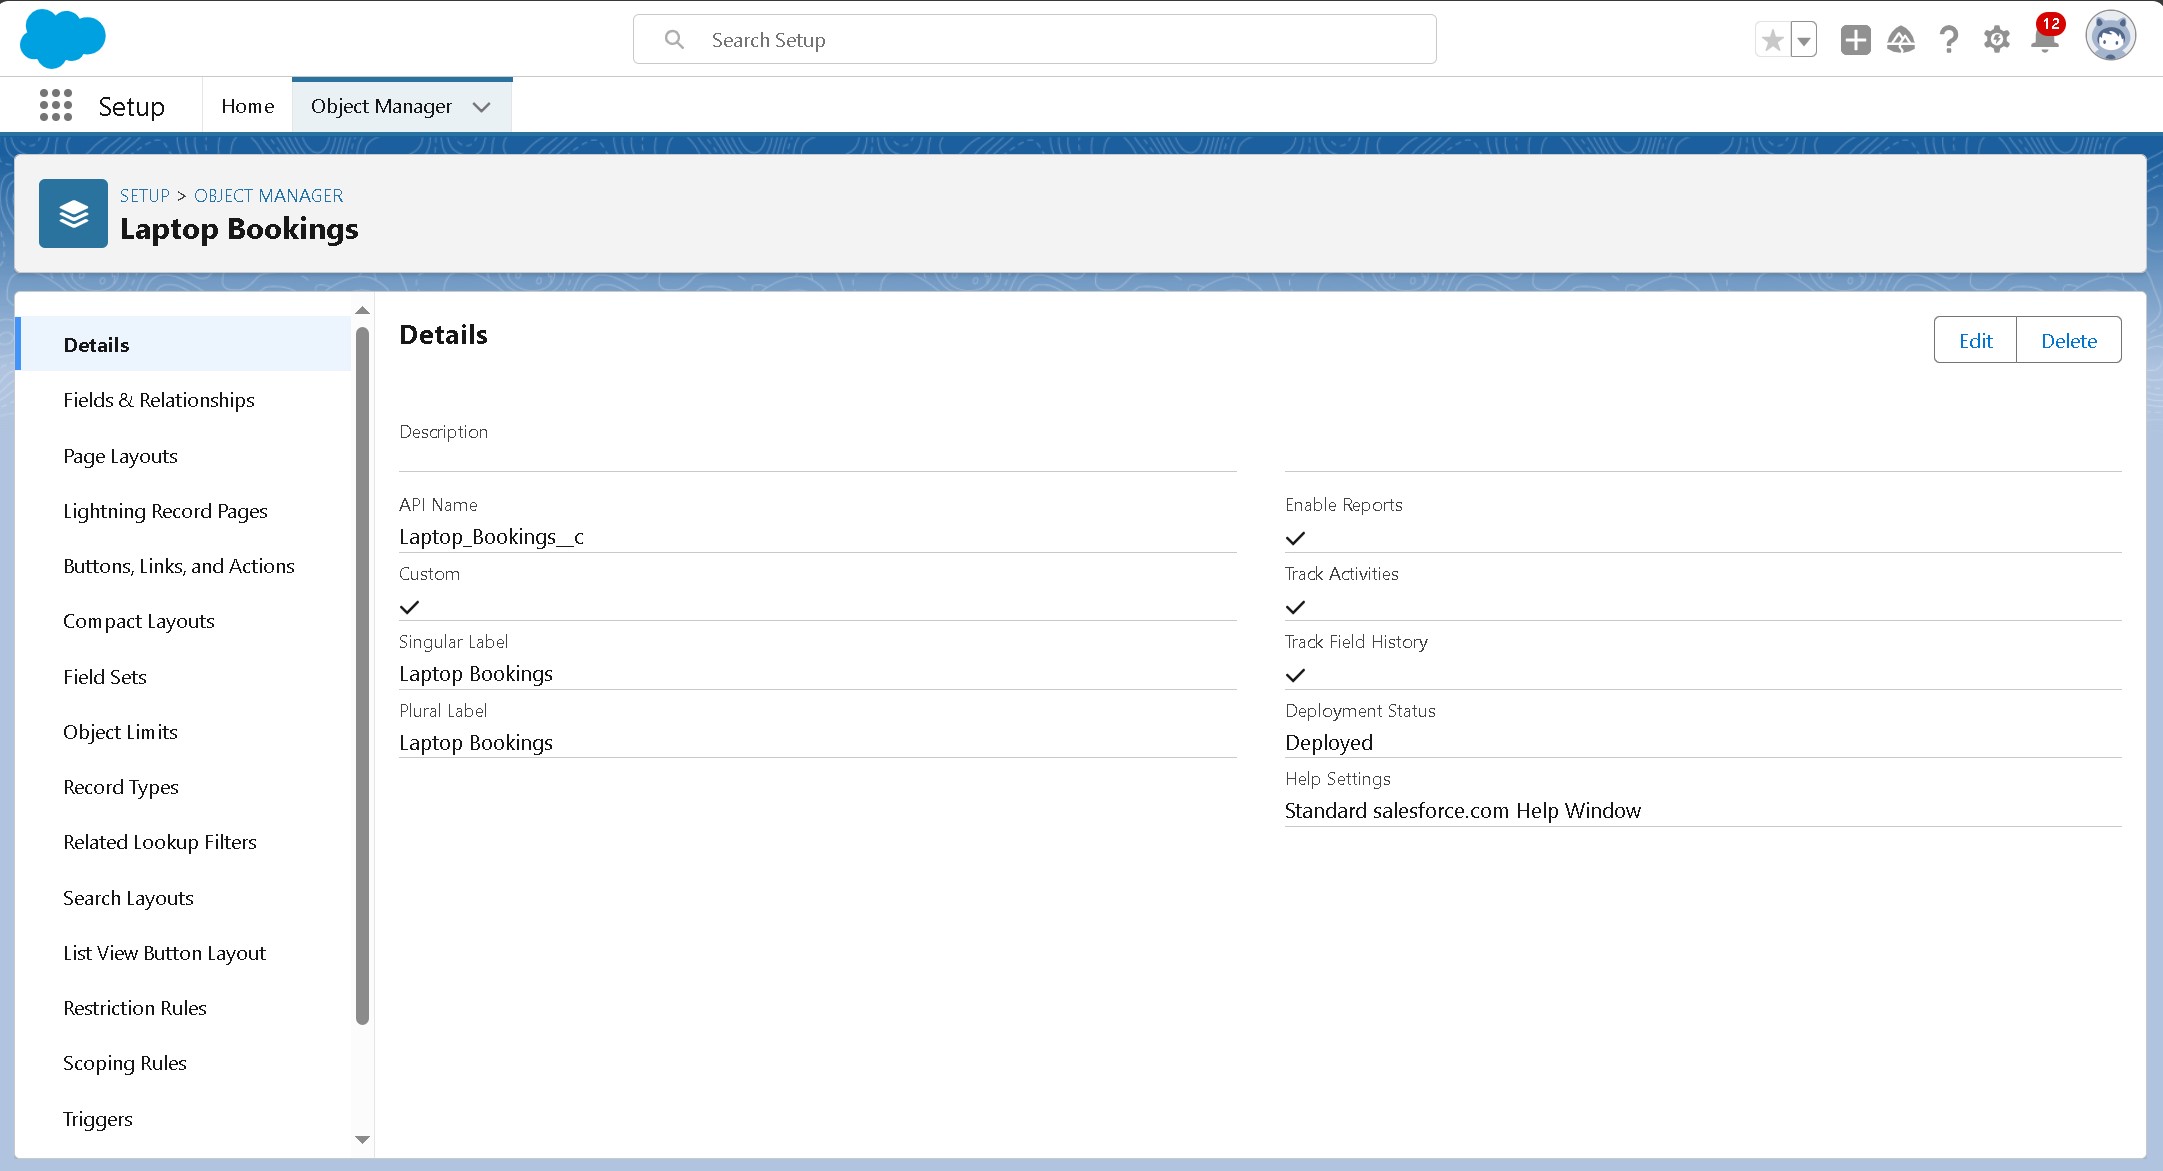 Search Setup
12
Setup
Home
Object Manager
SETUP > OBJECT MANAGER
Laptop Bookings
Details
Fields & Relationships
Page Layouts
Lightning Record Pages
Buttons, Links, and Actions
Compact Layouts
Field Sets
Object Limits
Record Types
Related Lookup Filters
Search Layouts
List View Button Layout
Restriction Rules
Scoping Rules
Triggers
Details
Edit
Delete
Description
API Name
Laptop_Bookings__c
Custom
Singular Label
Laptop Bookings
Plural Label
Laptop Bookings
Enable Reports
Track Activities
Track Field History
Deployment Status
Deployed
Help Settings
Standard salesforce.com Help Window